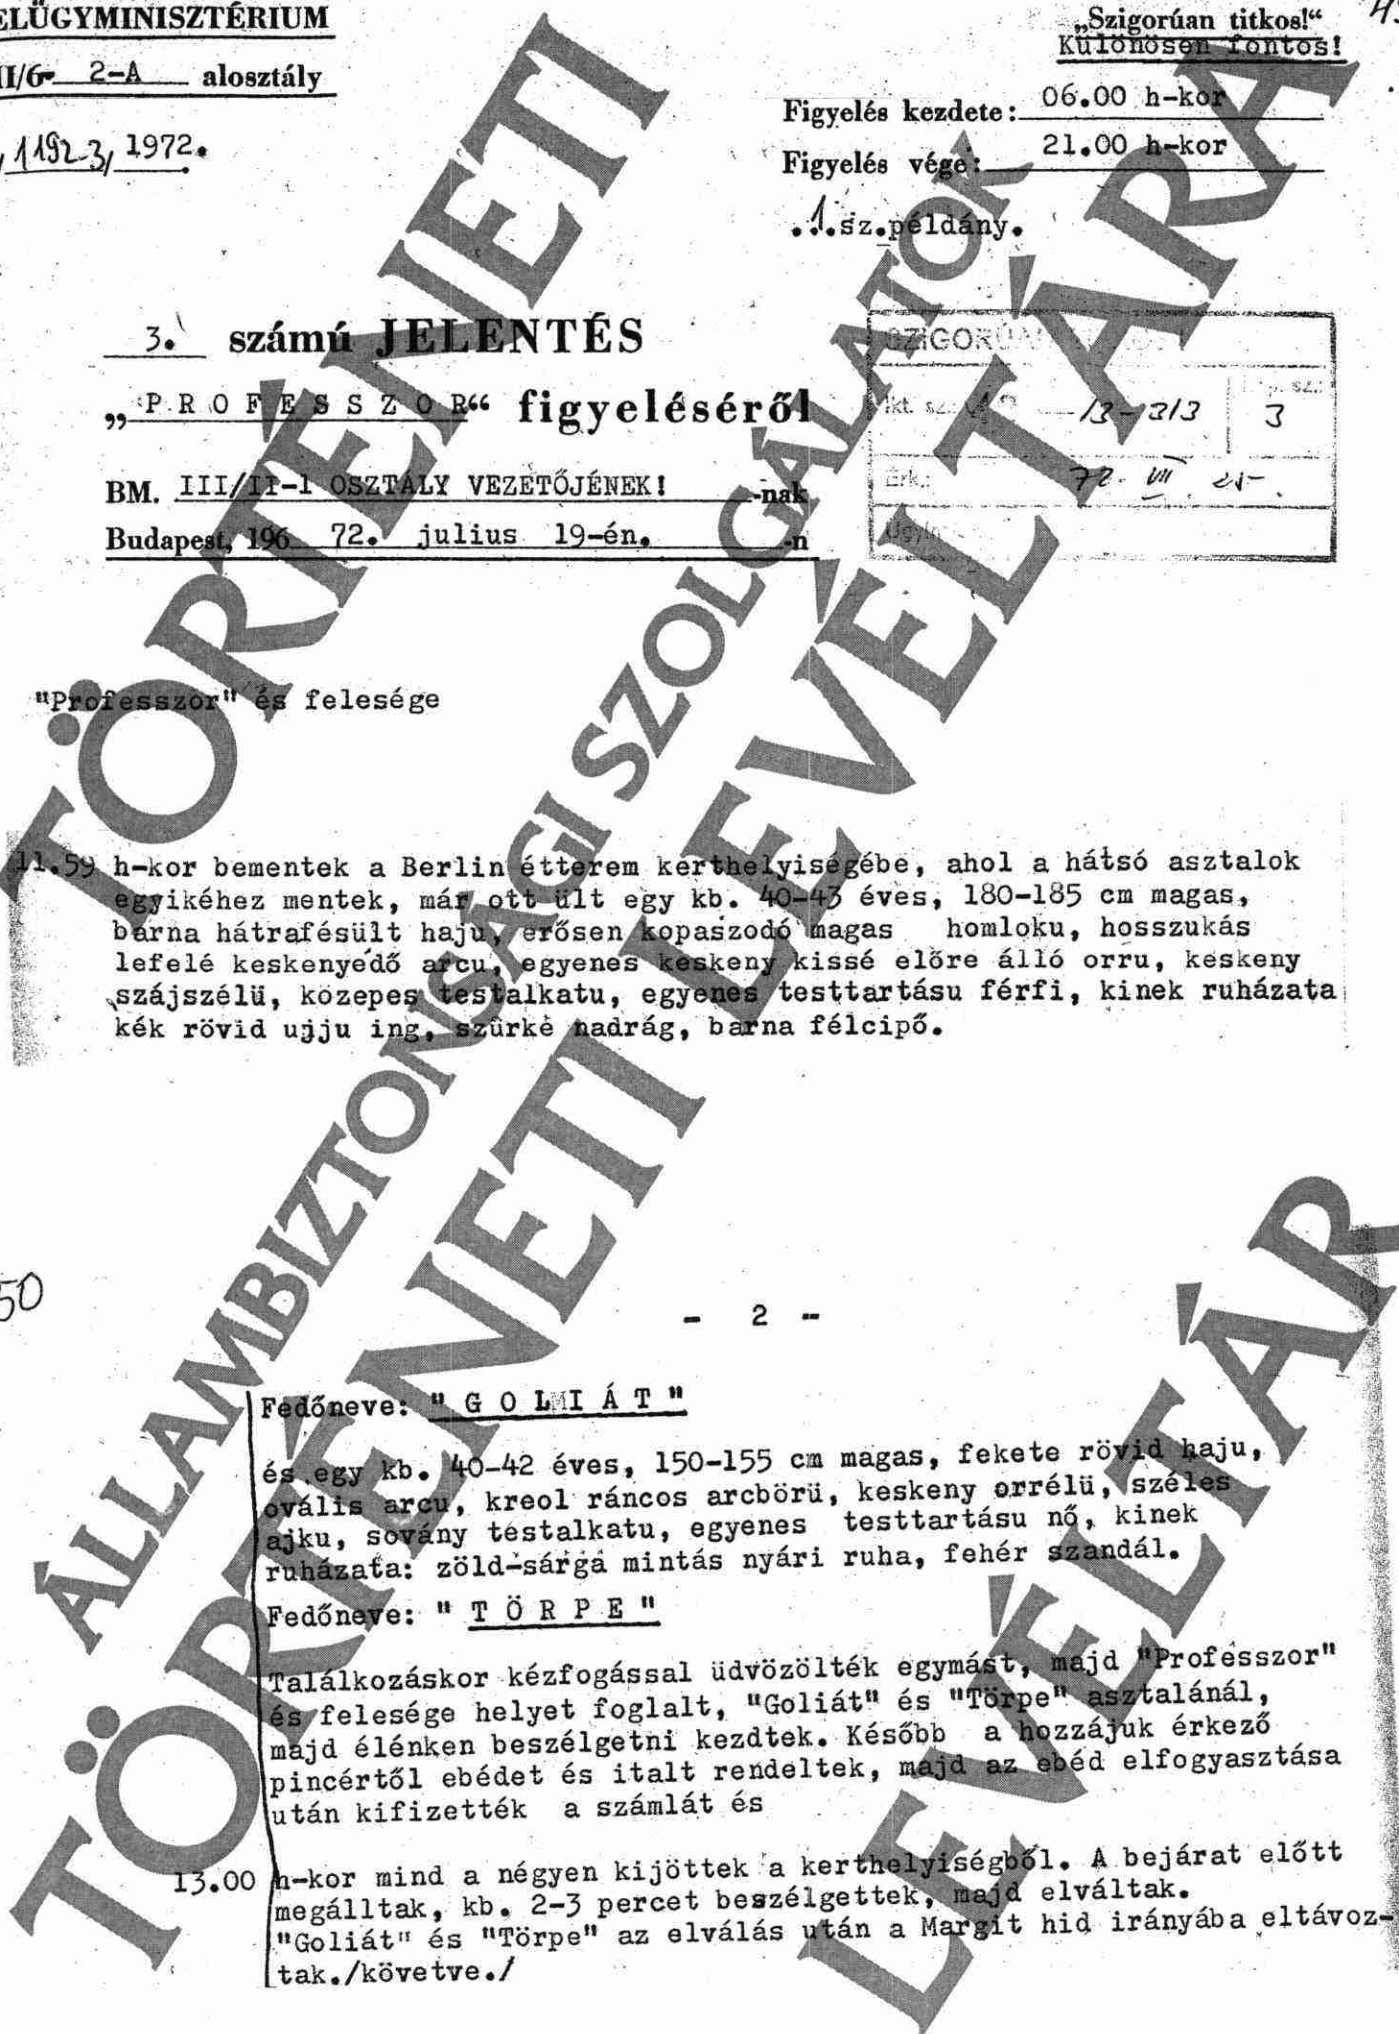 ELÜGYMINISZTÉRIUM
II/6- 2-A alosztály
1192-3, 1972.
„Szigorúan titkos!“
Különösen fontos!
Figyelés kezdete: 06.00 h-kor
Figyelés vége: 21.00 h-kor
1.sz.példány.
3. számú JELENTÉS
„PROFESSZOR“ figyeléséről
BM. III/II-1 OSZTÁLY VEZETŐJÉNEK! -nak
Budapest, 196 72. julius 19-én. -n
Ikt. sz. -13-313 3
Érk.: 72. VII. 25-
"Professzor" és felesége
11.59 h-kor bementek a Berlin étterem kerthelyiségébe, ahol a hátsó asztalok
egyikéhez mentek, már ott ült egy kb. 40-43 éves, 180-185 cm magas,
barna hátrafésült haju, erősen kopaszodó magas homloku, hosszukás
lefelé keskenyedő arcu, egyenes keskeny kissé előre álló orru, keskeny
szájszélü, közepes testalkatu, egyenes testtartásu férfi, kinek ruházata
kék rövid ujju ing, szürke nadrág, barna félcipő.
50
- 2 -
Fedőneve: "GOLIÁT"
és egy kb. 40-42 éves, 150-155 cm magas, fekete rövid haju,
ovális arcu, kreol ráncos arcbörü, keskeny orrélü, széles
ajku, sovány testalkatu, egyenes testtartásu nő, kinek
ruházata: zöld-sárga mintás nyári ruha, fehér szandál.
Fedőneve: "TÖRPE"
Találkozáskor kézfogással üdvözölték egymást, majd "Professzor"
és felesége helyet foglalt, "Goliát" és "Törpe" asztalánál,
majd élénken beszélgetni kezdtek. Később a hozzájuk érkező
pincértől ebédet és italt rendeltek, majd az ebéd elfogyasztása
után kifizették a számlát és
13.00 h-kor mind a négyen kijöttek a kerthelyiségből. A bejárat előtt
megálltak, kb. 2-3 percet beszélgettek, majd elváltak.
"Goliát" és "Törpe" az elválás után a Margit hid irányába eltávoz-
tak./követve./
ÁLLAMBIZTONSÁGI SZOLGÁLATOK
TÖRTÉNETI LEVÉLTÁRA
TÖRTÉNETI
LEVÉLTÁR